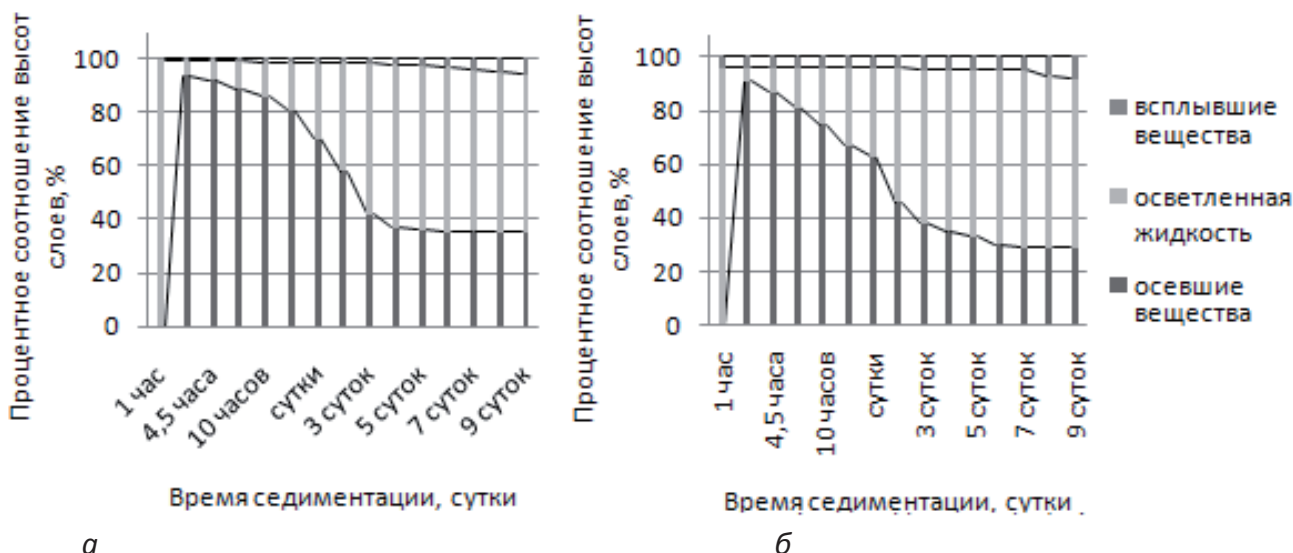 Процентное соотношение высот
слоев, %
100
80
60
40
20
0
1 час
4,5 часа
10 часов
сутки
3 суток
5 суток
7 суток
9 суток
Время седиментации, сутки
а
Процентное соотношение высот
слоев, %
100
80
60
40
20
0
1 час
4,5 часа
10 часов
сутки
3 суток
5 суток
7 суток
9 суток
Время седиментации, сутки
б
всплывшие
вещества
осветленная
жидкость
осевшие
вещества